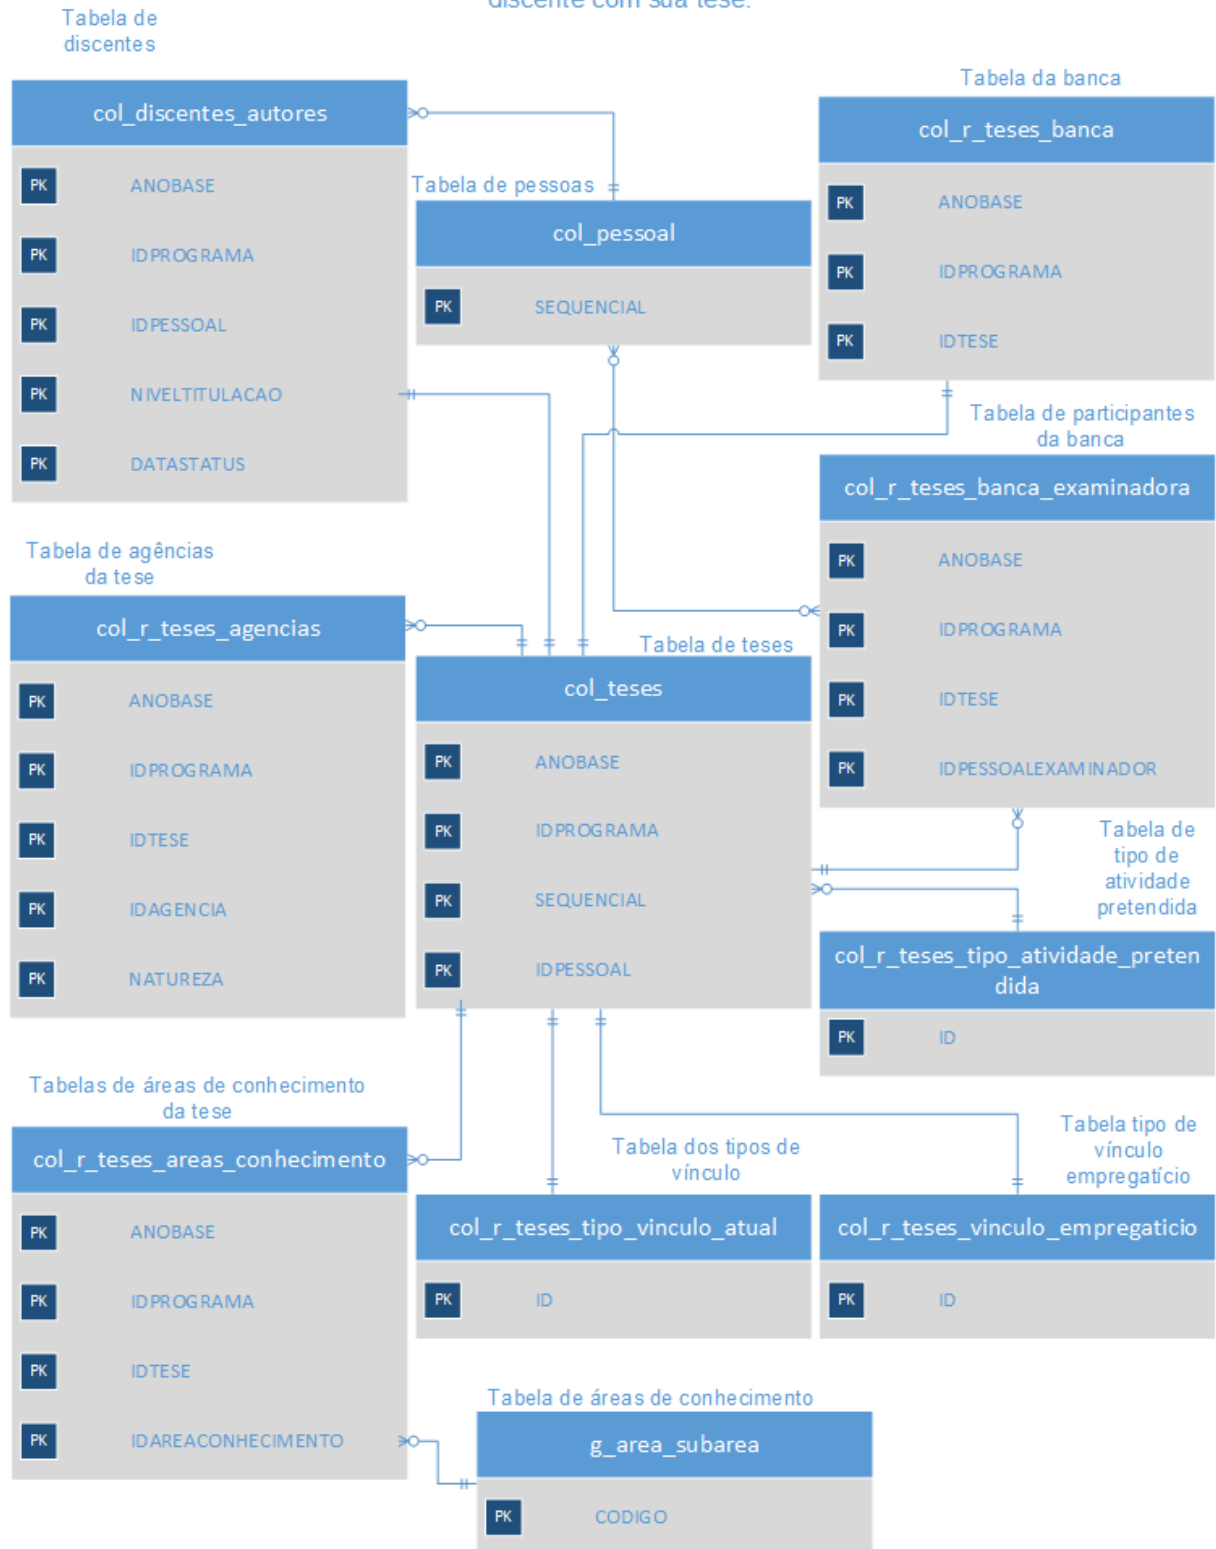 discente com sua tese.
Tabela de
discentes
col_discentes_autores
PK ANOBASE
PK IDPROGRAMA
PK IDPESSOAL
PK NIVELTITULACAO
PK DATASTATUS
Tabela de pessoas
col_pessoal
PK SEQUENCIAL
Tabela da banca
col_r_teses_banca
PK ANOBASE
PK IDPROGRAMA
PK IDTESE
Tabela de participantes
da banca
col_r_teses_banca_examinadora
PK ANOBASE
PK IDPROGRAMA
PK IDTESE
PK IDPESSOALEXAMINADOR
Tabela de agências
da tese
col_r_teses_agencias
PK ANOBASE
PK IDPROGRAMA
PK IDTESE
PK IDAGENCIA
PK NATUREZA
Tabela de teses
col_teses
PK ANOBASE
PK IDPROGRAMA
PK SEQUENCIAL
PK IDPESSOAL
Tabela de
tipo de
atividade
pretendida
col_r_teses_tipo_atividade_preten
dida
PK ID
Tabelas de áreas de conhecimento
da tese
col_r_teses_areas_conhecimento
PK ANOBASE
PK IDPROGRAMA
PK IDTESE
PK IDAREACONHECIMENTO
Tabela dos tipos de
vínculo
col_r_teses_tipo_vinculo_atual
PK ID
Tabela tipo de
vínculo
empregatício
col_r_teses_vinculo_empregaticio
PK ID
Tabela de áreas de conhecimento
g_area_subarea
PK CODIGO